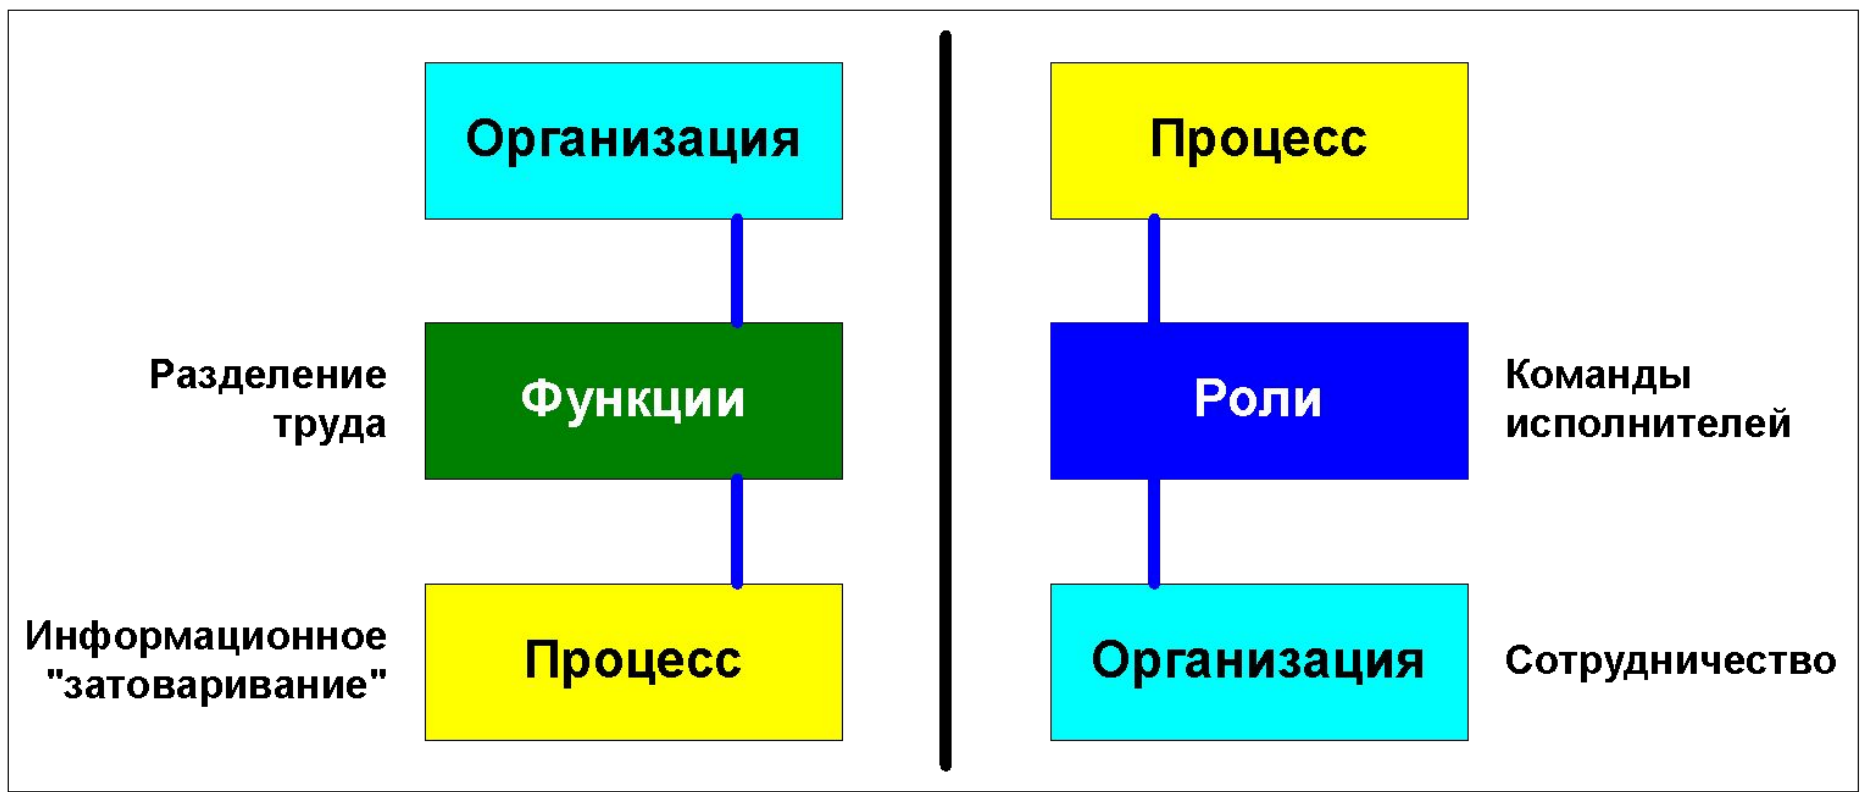 Организация
Разделение
труда
Функции
Информационное
"затоваривание"
Процесс
Процесс
Роли
Команды
исполнителей
Организация
Сотрудничество